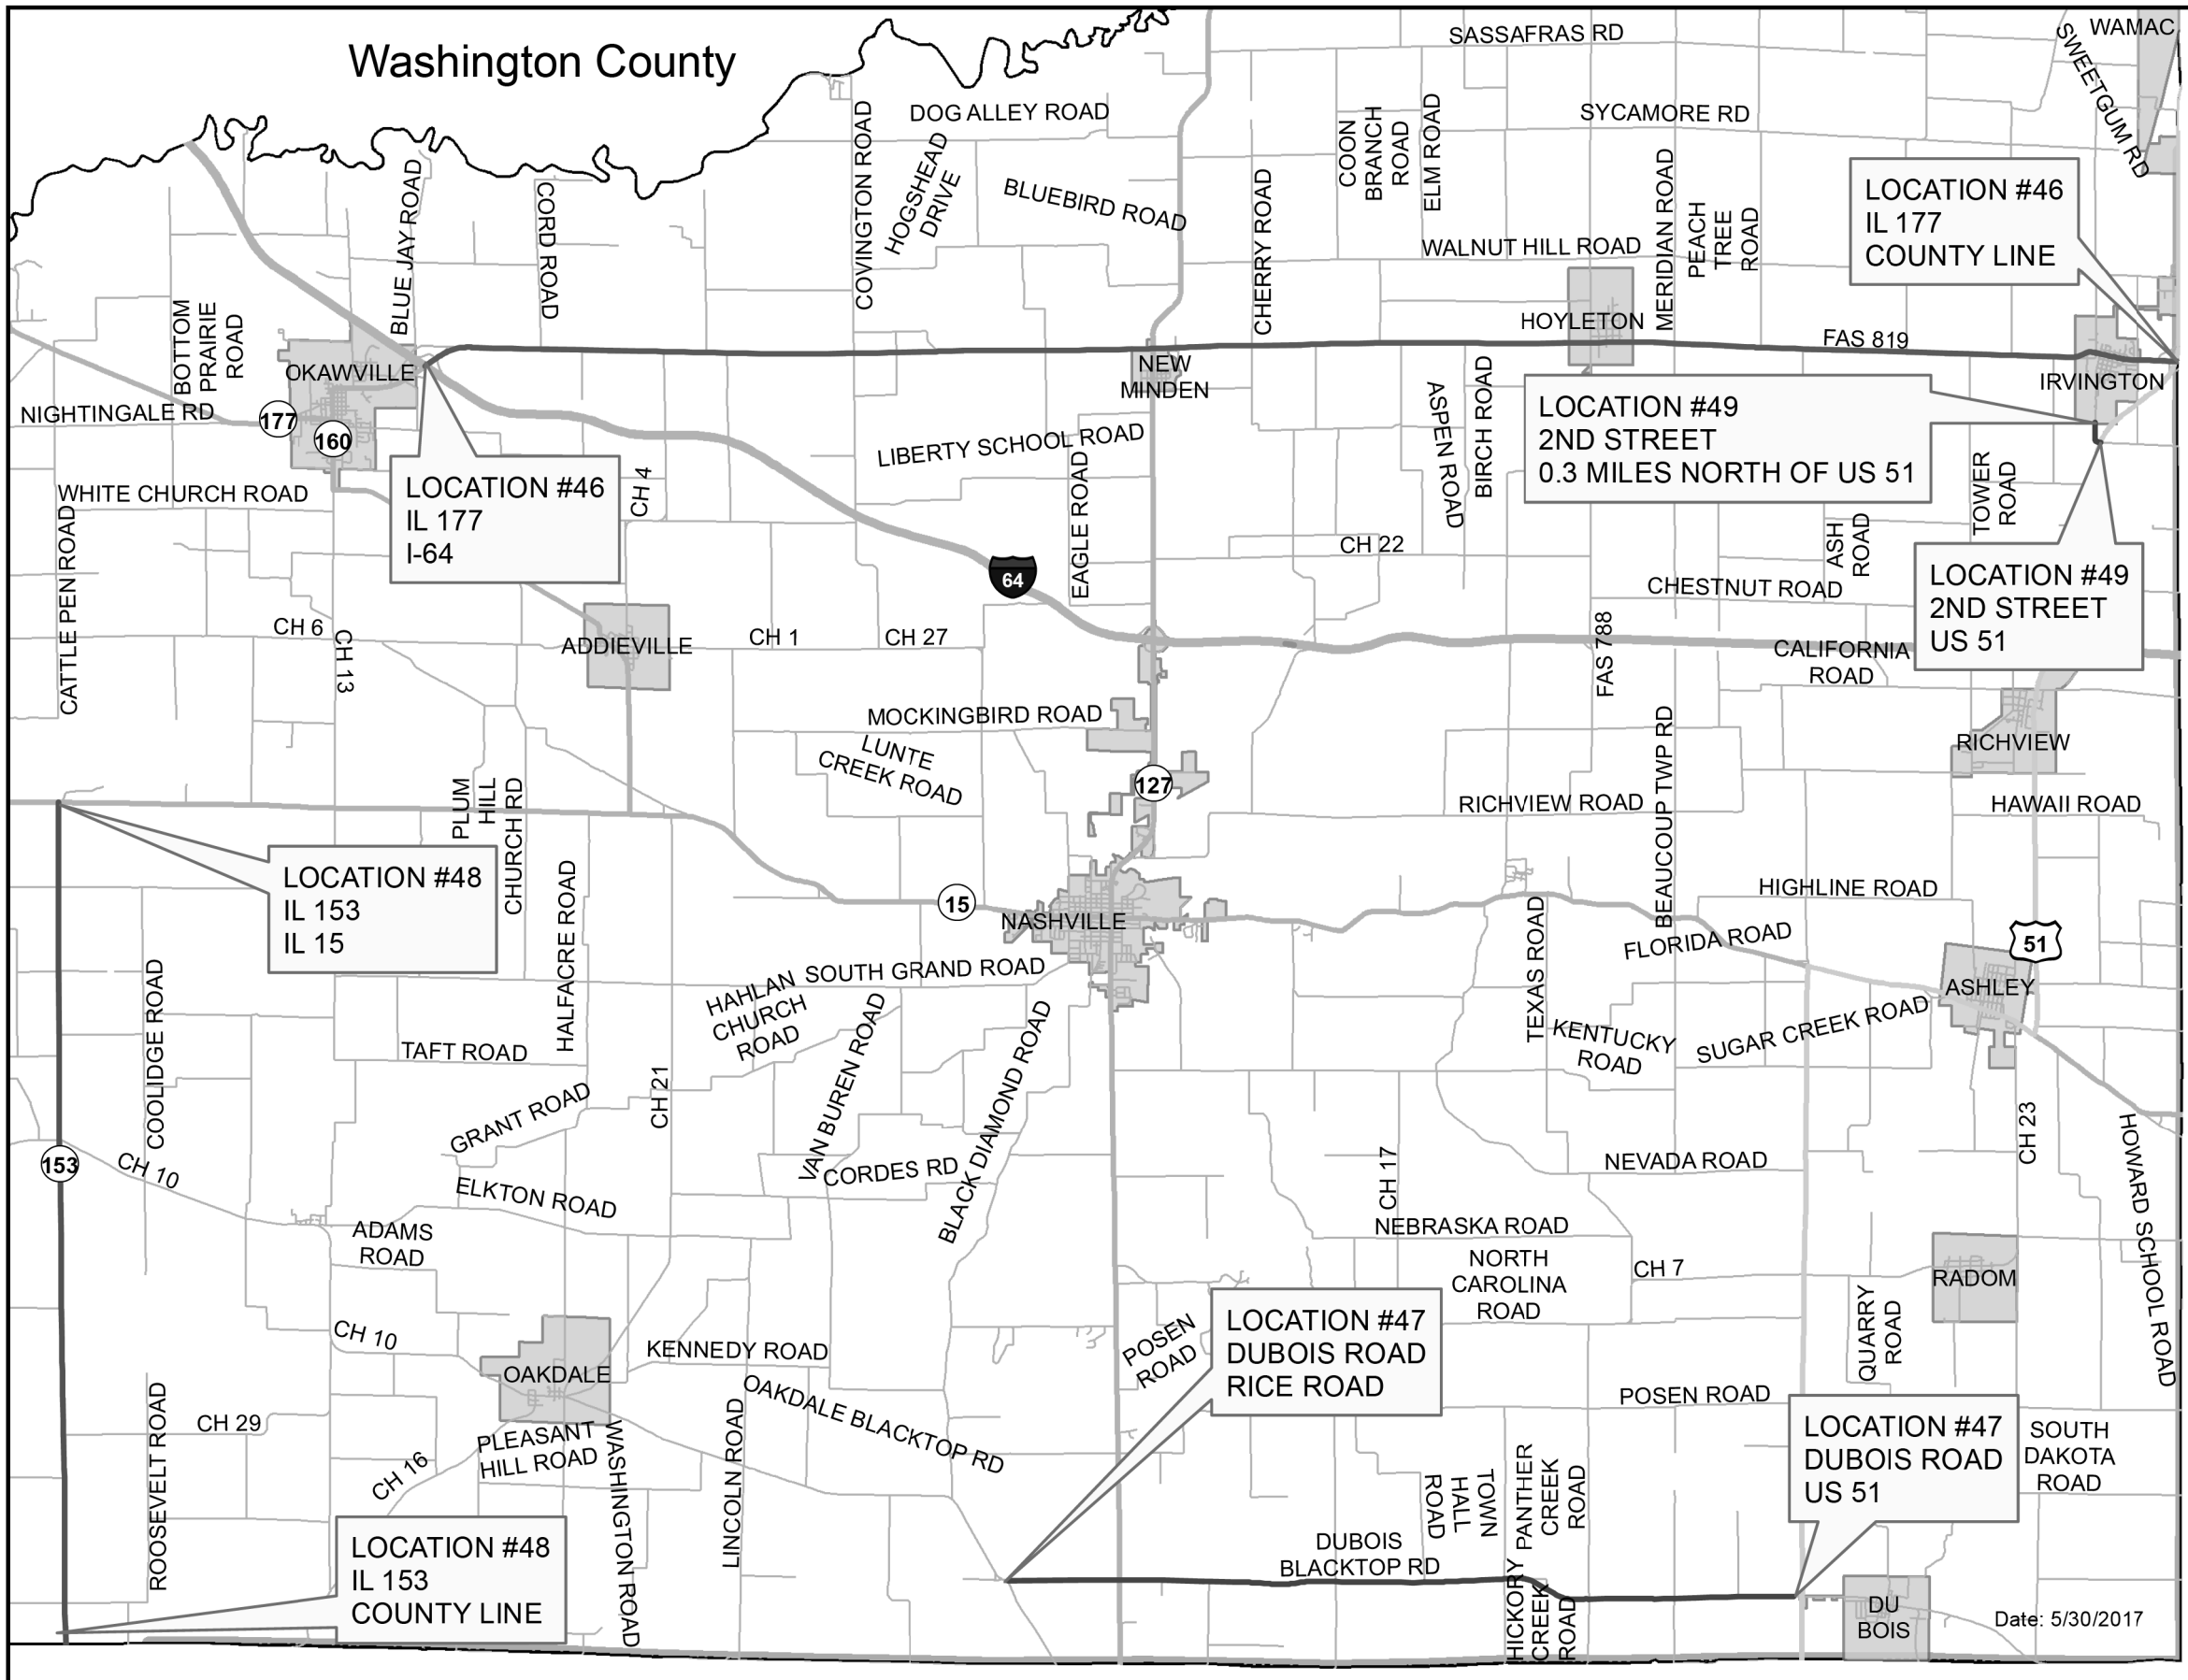 Washington County
SASSAFRAS RD
WAMAC
SWEETGUM RD
DOG ALLEY ROAD
SYCAMORE RD
COVINGTON ROAD
HOGSHEAD
DRIVE
BLUEBIRD ROAD
CHERRY ROAD
COON
BRANCH
ROAD
ELM ROAD
MERIDIAN ROAD
PEACH
TREE
ROAD
WALNUT HILL ROAD
LOCATION #46
IL 177
COUNTY LINE
BLUE JAY ROAD
CORD ROAD
BOTTOM
PRAIRIE
ROAD
HOYLETON
FAS 819
OKAWVILLE
NEW
MINDEN
IRVINGTON
NIGHTINGALE RD
177
160
LOCATION #49
2ND STREET
0.3 MILES NORTH OF US 51
ASPEN ROAD
BIRCH ROAD
LIBERTY SCHOOL ROAD
EAGLE ROAD
TOWER
ROAD
WHITE CHURCH ROAD
LOCATION #46
IL 177
I-64
CH 4
CATTLE PEN ROAD
CH 22
ASH
ROAD
64
CHESTNUT ROAD
LOCATION #49
2ND STREET
US 51
CH 6
CH 13
ADDIEVILLE
CH 1
CH 27
FAS 788
CALIFORNIA
ROAD
MOCKINGBIRD ROAD
LUNTE
CREEK ROAD
RICHVIEW
127
BEAUCOUP TWP RD
PLUM
HILL
CHURCH RD
RICHVIEW ROAD
HAWAII ROAD
LOCATION #48
IL 153
IL 15
HALFACRE ROAD
15
NASHVILLE
HIGHLINE ROAD
TEXAS ROAD
FLORIDA ROAD
51
ASHLEY
COOLIDGE ROAD
HAHLAN
CHURCH
ROAD
SOUTH GRAND ROAD
VAN BUREN ROAD
BLACK DIAMOND ROAD
KENTUCKY
ROAD
SUGAR CREEK ROAD
TAFT ROAD
CH 21
GRANT ROAD
CH 23
HOWARD SCHOOL ROAD
153
CH 10
CORDES RD
CH 17
NEVADA ROAD
ELKTON ROAD
ADAMS
ROAD
NEBRASKA ROAD
NORTH
CAROLINA
ROAD
CH 7
RADOM
QUARRY
ROAD
CH 10
KENNEDY ROAD
POSEN
ROAD
LOCATION #47
DUBOIS ROAD
RICE ROAD
OAKDALE
OAKDALE BLACKTOP RD
POSEN ROAD
ROOSEVELT ROAD
CH 29
PLEASANT
HILL ROAD
CH 16
WASHINGTON ROAD
LINCOLN ROAD
LOCATION #47
DUBOIS ROAD
US 51
SOUTH
DAKOTA
ROAD
TOWN
HALL
ROAD
PANTHER
CREEK
ROAD
LOCATION #48
IL 153
COUNTY LINE
DUBOIS
BLACKTOP RD
HICKORY
CREEK
ROAD
DU
BOIS
Date: 5/30/2017